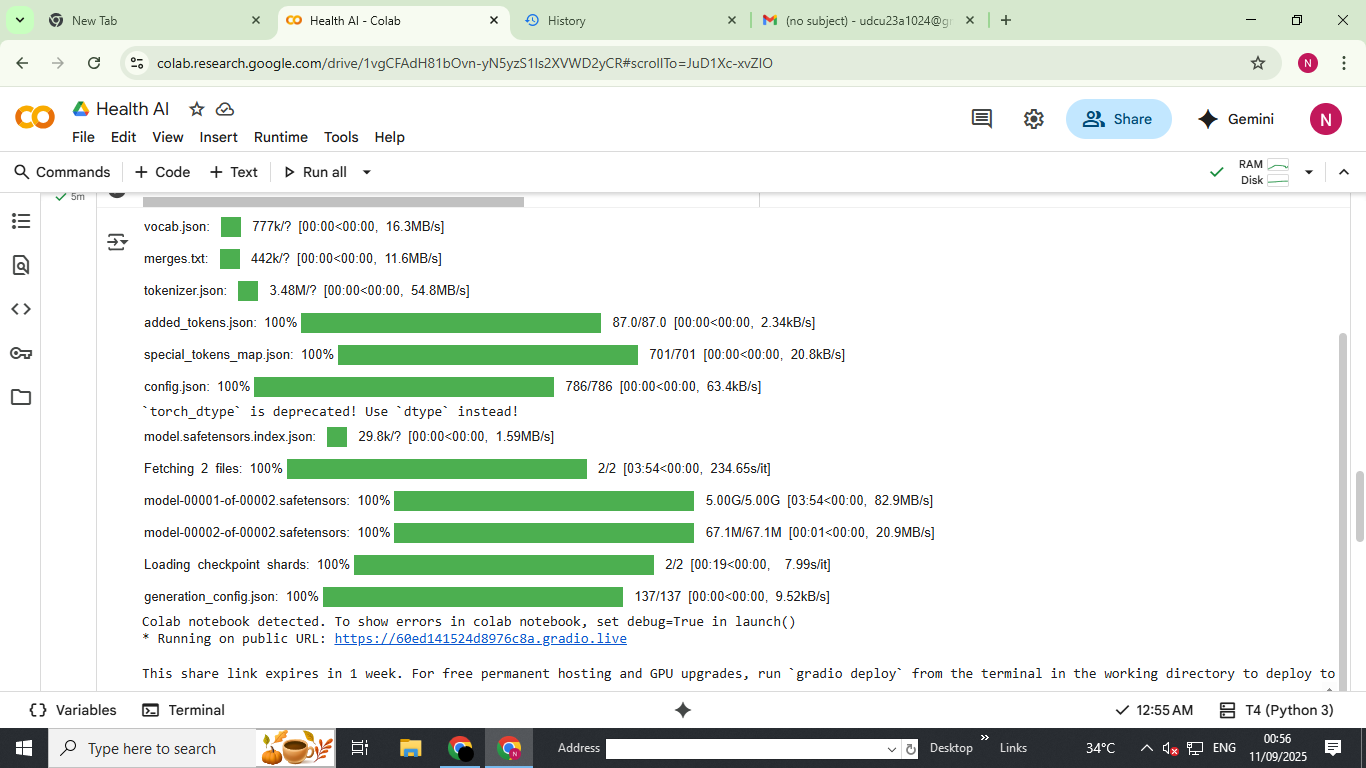 New Tab
Health AI - Colab
History
(no subject) - udcu23a1024@g
colab.research.google.com/drive/1vgCFAdH81bOvn-yN5yzS1Is2XVWD2yCR#scrollTo=JuD1Xc-xvZIO
N
Health AI
File Edit View Insert Runtime Tools Help
Share
Gemini
N
Commands + Code + Text Run all
RAM
Disk
5m
vocab.json: 777k/? [00:00<00:00, 16.3MB/s]
merges.txt: 442k/? [00:00<00:00, 11.6MB/s]
tokenizer.json: 3.48M/? [00:00<00:00, 54.8MB/s]
added_tokens.json: 100% 87.0/87.0 [00:00<00:00, 2.34kB/s]
special_tokens_map.json: 100% 701/701 [00:00<00:00, 20.8kB/s]
config.json: 100% 786/786 [00:00<00:00, 63.4kB/s]
`torch_dtype` is deprecated! Use `dtype` instead!
model.safetensors.index.json: 29.8k/? [00:00<00:00, 1.59MB/s]
Fetching 2 files: 100% 2/2 [03:54<00:00, 234.65s/it]
model-00001-of-00002.safetensors: 100% 5.00G/5.00G [03:54<00:00, 82.9MB/s]
model-00002-of-00002.safetensors: 100% 67.1M/67.1M [00:01<00:00, 20.9MB/s]
Loading checkpoint shards: 100% 2/2 [00:19<00:00, 7.99s/it]
generation_config.json: 100% 137/137 [00:00<00:00, 9.52kB/s]
Colab notebook detected. To show errors in colab notebook, set debug=True in launch()
* Running on public URL: https://60ed141524d8976c8a.gradio.live
This share link expires in 1 week. For free permanent hosting and GPU upgrades, run `gradio deploy` from the terminal in the working directory to deploy to
{} Variables Terminal
12:55 AM
T4 (Python 3)
Type here to search
Address
Desktop
Links
34°C
ENG
00:56
11/09/2025